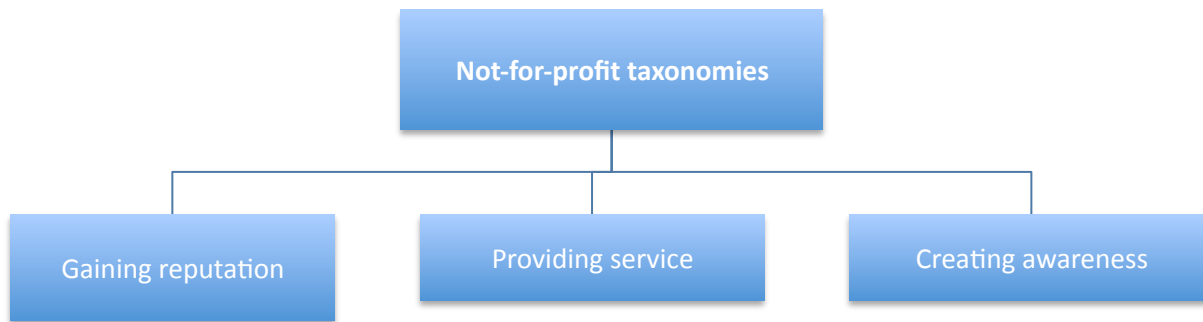 Not-for-profit taxonomies
Gaining reputation
Providing service
Creating awareness